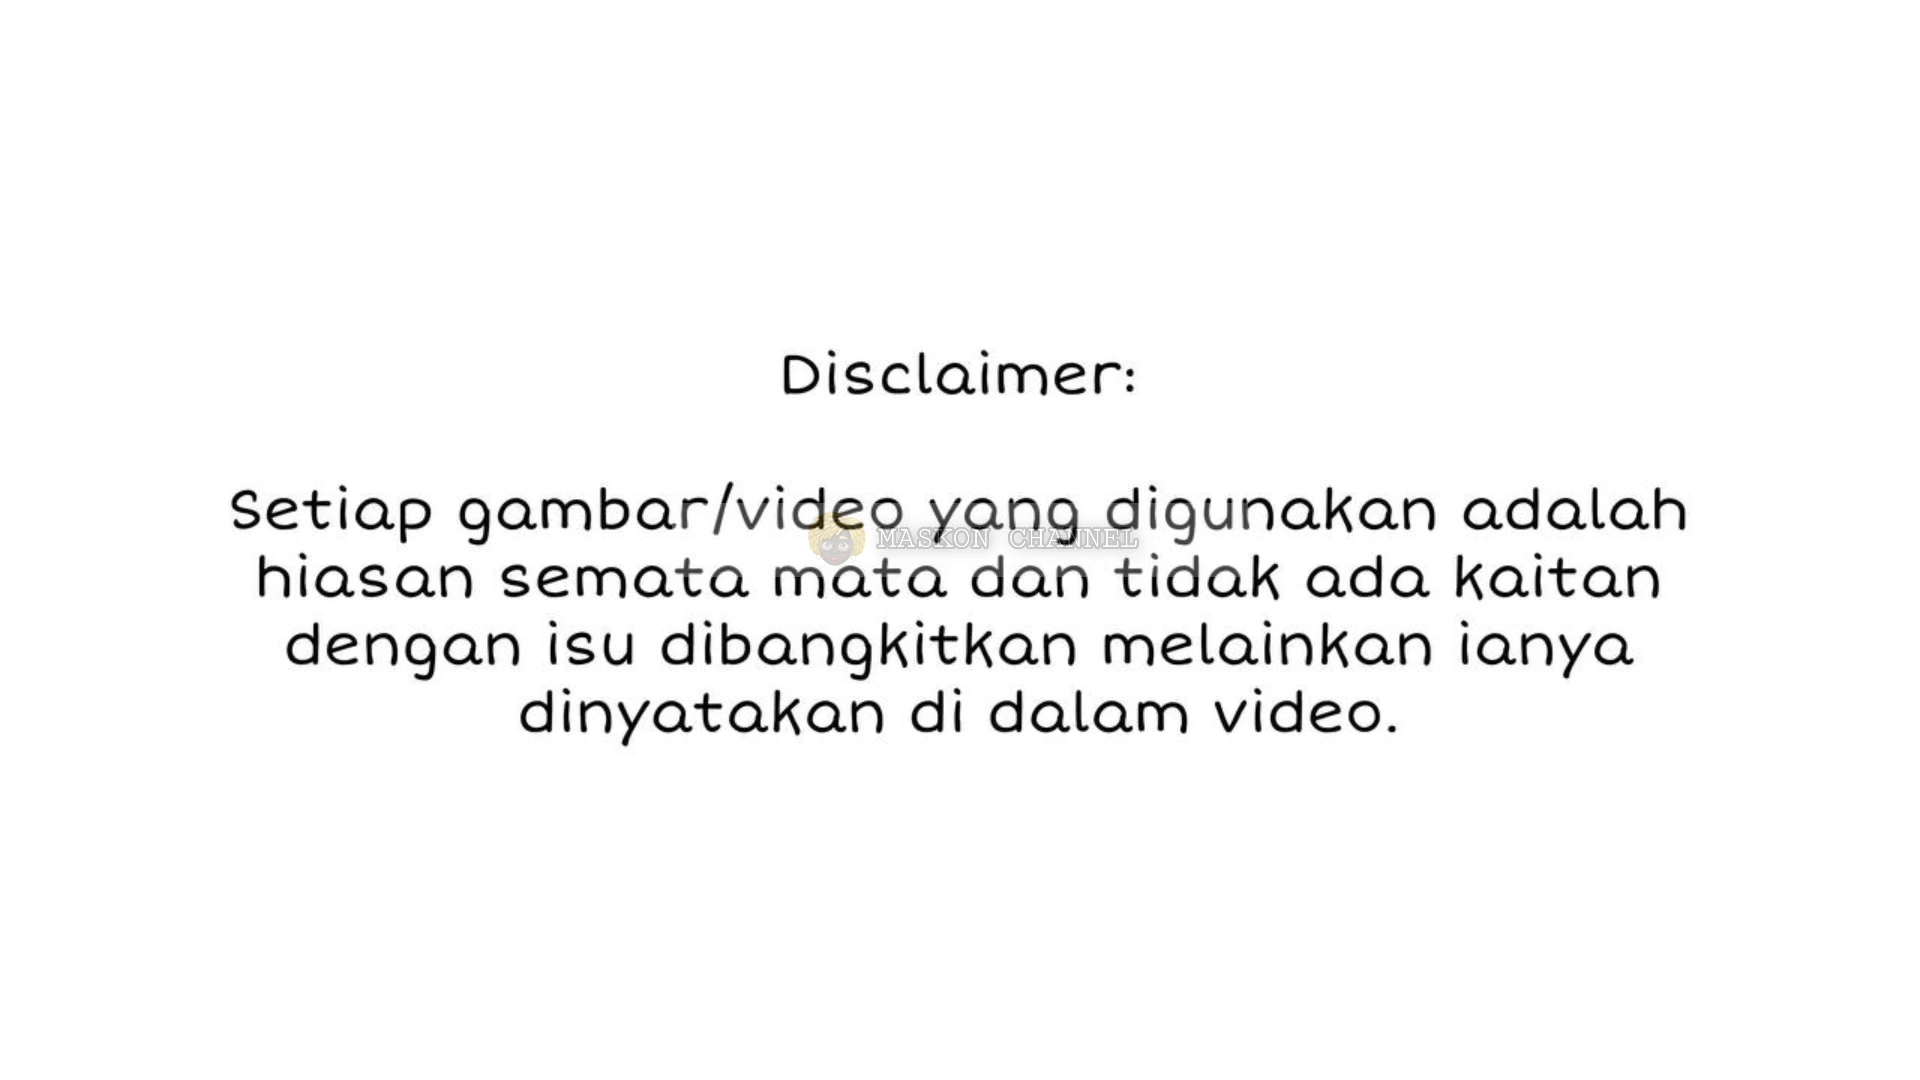 Disclaimer:
Setiap gambar/video yang digunakan adalah
MASKON CHANNEL
hiasan semata mata dan tidak ada kaitan
dengan isu dibangkitkan melainkan ianya
dinyatakan di dalam video.